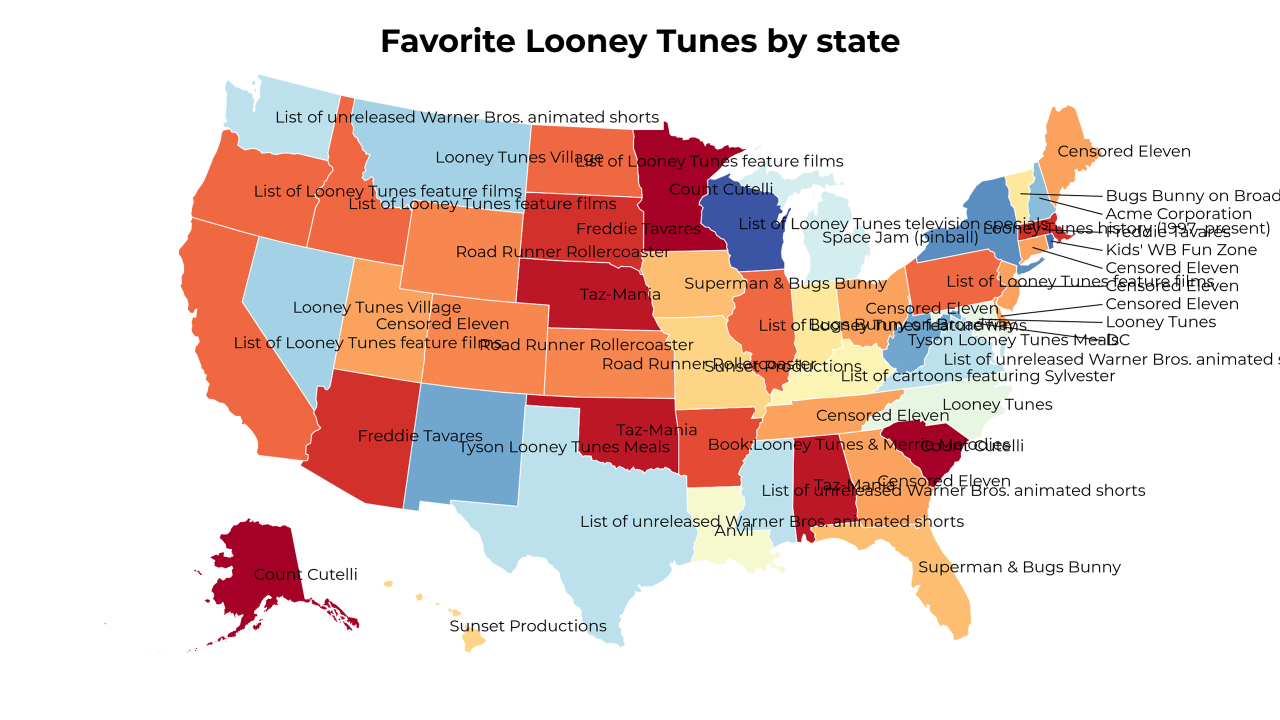 Favorite Looney Tunes by state
List of unreleased Warner Bros. animated shorts
Censored Eleven
Looney Tunes Village
List of Looney Tunes feature films
Count Cutelli
List of Looney Tunes feature films
List of Looney Tunes feature films
Bugs Bunny on Broad
Acme Corporation
List of Looney Tunes television specials
Looney Tunes history (1997-present)
Freddie Tavares
Freddie Tavares
Space Jam (pinball)
Road Runner Rollercoaster
Kids' WB Fun Zone
Censored Eleven
Superman & Bugs Bunny
List of Looney Tunes feature films
Censored Eleven
Taz-Mania
Looney Tunes Village
Censored Eleven
Censored Eleven
Censored Eleven
List of Looney Tunes feature films
Bugs Bunny on Broadway
Looney Tunes
List of Looney Tunes feature films
Road Runner Rollercoaster
Tyson Looney Tunes Meals
DC
Road Runner Rollercoaster
Sunset Productions
List of unreleased Warner Bros. animated s
List of cartoons featuring Sylvester
Looney Tunes
Censored Eleven
Freddie Tavares
Taz-Mania
Tyson Looney Tunes Meals
Book:Looney Tunes & Merrie Melodies
Count Cutelli
Taz-Mania
Censored Eleven
List of unreleased Warner Bros. animated shorts
List of unreleased Warner Bros. animated shorts
Anvil
Superman & Bugs Bunny
Count Cutelli
Sunset Productions